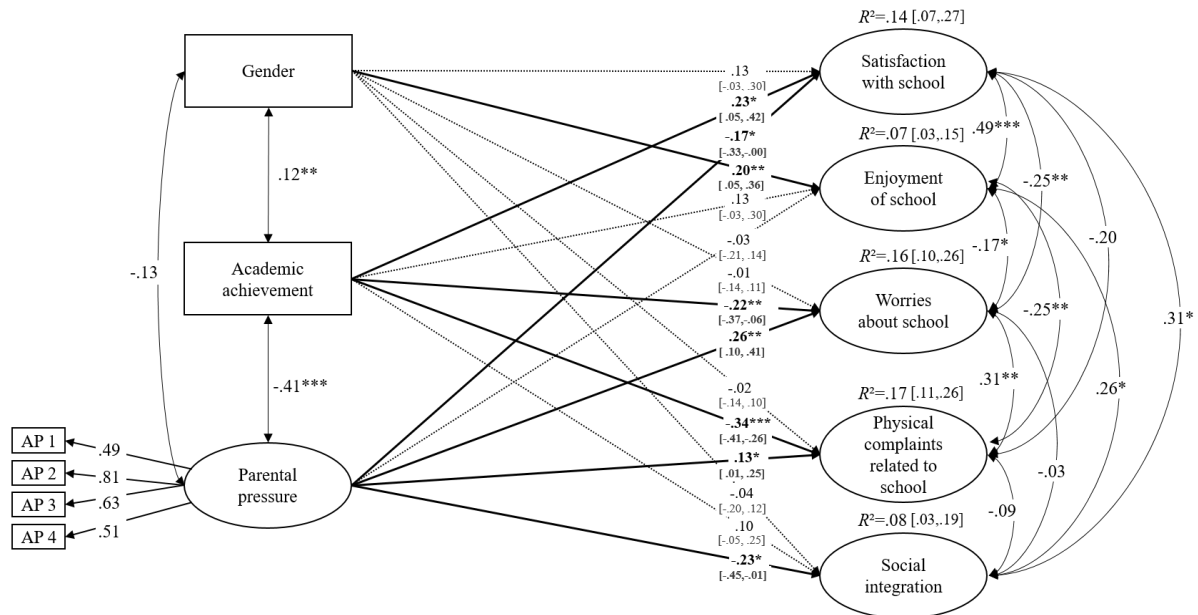 R²=.14 [.07,.27]
Gender
Satisfaction
with school
.13
[-.03, .30]
.23*
[.05, .42]
-.17*
[-.33,-.00]
.49***
R²=.07 [.03,.15]
.20**
[.05, .36]
Enjoyment
of school
.12**
.13
[-.03, .30]
-.25**
-.03
[-.21, .14]
-.17*
-.20
-.13
Academic
achievement
R²=.16 [.10,.26]
-.01
[-.14, .11]
-.22**
[-.37,-.06]
.26**
[.10, .41]
Worries
about school
-.25**
.31*
-.41***
.31**
.26*
-.02
[-.14, .10]
R²=.17 [.11,.26]
-.34***
[-.41, -.26]
.13*
[.01, .25]
Physical
complaints
related to
school
AP 1
.49
AP 2
.81
AP 3
.63
AP 4
.51
Parental
pressure
-.03
-.04
[-.20, .12]
-.09
.10
[-.05, .25]
R²=.08 [.03,.19]
-.23*
[-.45,-.01]
Social
integration